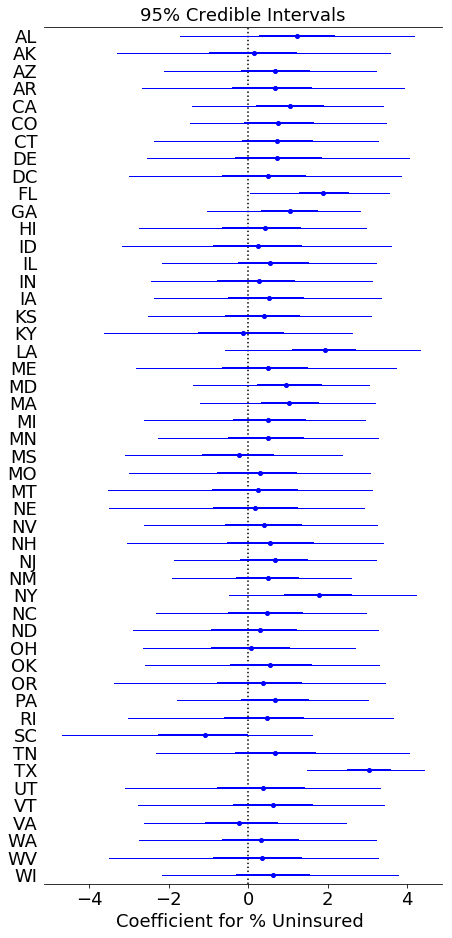 95% Credible Intervals
AL
AK
AZ
AR
CA
CO
CT
DE
DC
FL
GA
HI
ID
IL
IN
IA
KS
KY
LA
ME
MD
MA
MI
MN
MS
MO
MT
NE
NV
NH
NJ
NM
NY
NC
ND
OH
OK
OR
PA
RI
SC
TN
TX
UT
VT
VA
WA
WV
WI
−4 −2 0 2 4
Coefficient for % Uninsured